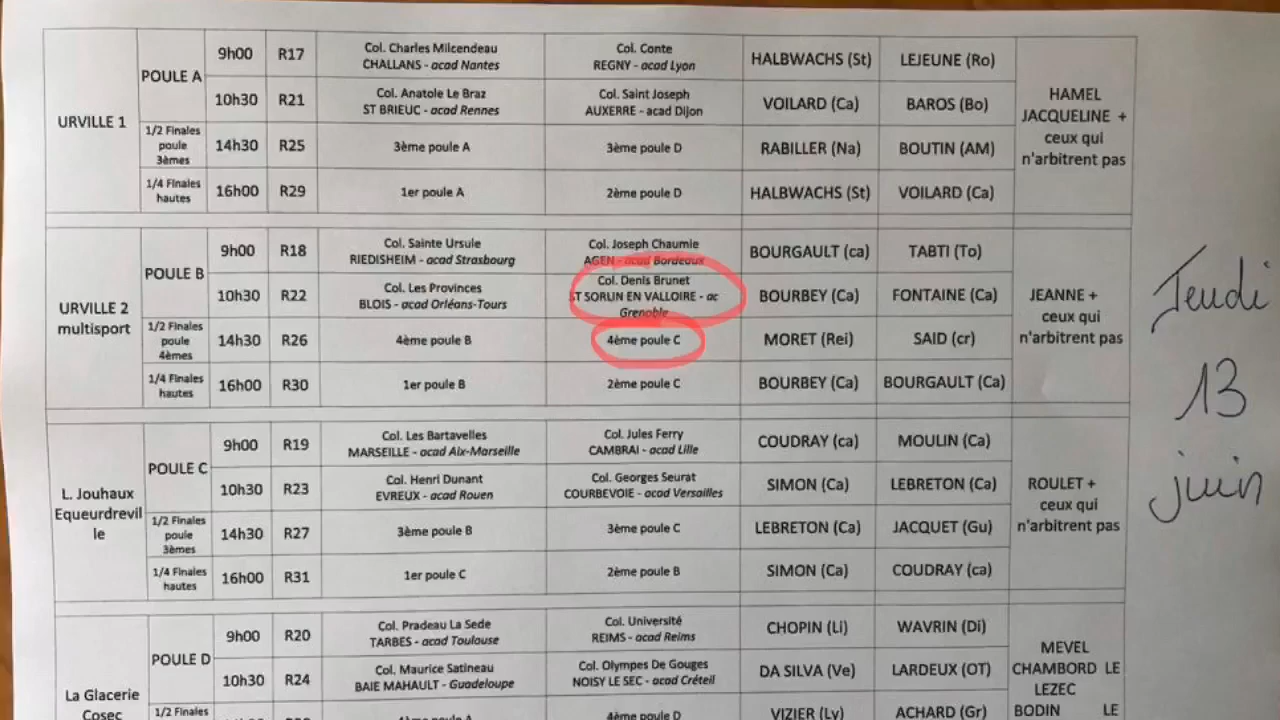 URVILLE 1
POULE A
9h00 R17 Col. Charles Milcendeau CHALLANS - acad Nantes Col. Conte REGNY - acad Lyon HALBWACHS (St) LEJEUNE (Ro)
10h30 R21 Col. Anatole Le Braz ST BRIEUC - acad Rennes Col. Saint Joseph AUXERRE - acad Dijon VOILARD (Ca) BAROS (Bo)
1/2 Finales poule 3èmes 14h30 R25 3ème poule A 3ème poule D RABILLER (Na) BOUTIN (AM)
1/4 Finales hautes 16h00 R29 1er poule A 2ème poule D HALBWACHS (St) VOILARD (Ca)
HAMEL
JACQUELINE +
ceux qui
n'arbitrent pas
URVILLE 2
multisport
POULE B
9h00 R18 Col. Sainte Ursule RIEDISHEIM - acad Strasbourg Col. Joseph Chaumie AGEN - acad Bordeaux BOURGAULT (ca) TABTI (To)
10h30 R22 Col. Les Provinces BLOIS - acad Orléans-Tours Col. Denis Brunet ST SORLIN EN VALLOIRE - ac Grenoble BOURBEY (Ca) FONTAINE (Ca)
1/2 Finales poule 4èmes 14h30 R26 4ème poule B 4ème poule C MORET (Rei) SAID (cr)
1/4 Finales hautes 16h00 R30 1er poule B 2ème poule C BOURBEY (Ca) BOURGAULT (Ca)
JEANNE +
ceux qui
n'arbitrent pas
L. Jouhaux
Equeurdrevil
le
POULE C
9h00 R19 Col. Les Bartavelles MARSEILLE - acad Aix-Marseille Col. Jules Ferry CAMBRAI - acad Lille COUDRAY (ca) MOULIN (Ca)
10h30 R23 Col. Henri Dunant EVREUX - acad Rouen Col. Georges Seurat COURBEVOIE - acad Versailles SIMON (Ca) LEBRETON (Ca)
1/2 Finales poule 3èmes 14h30 R27 3ème poule B 3ème poule C LEBRETON (Ca) JACQUET (Gu)
1/4 Finales hautes 16h00 R31 1er poule C 2ème poule B SIMON (Ca) COUDRAY (ca)
ROULET +
ceux qui
n'arbitrent pas
La Glacerie
Cosec
POULE D
9h00 R20 Col. Pradeau La Sede TARBES - acad Toulouse Col. Université REIMS - acad Reims CHOPIN (Li) WAVRIN (Di)
10h30 R24 Col. Maurice Satineau BAIE MAHAULT - Guadeloupe Col. Olympes De Gouges NOISY LE SEC - acad Créteil DA SILVA (Ve) LARDEUX (OT)
1/2 Finales 4ème poule D VIZIER (Ly) ACHARD (Gr)
MEVEL
CHAMBORD LE
LEZEC
BODIN LE
Jeudi
13
juin